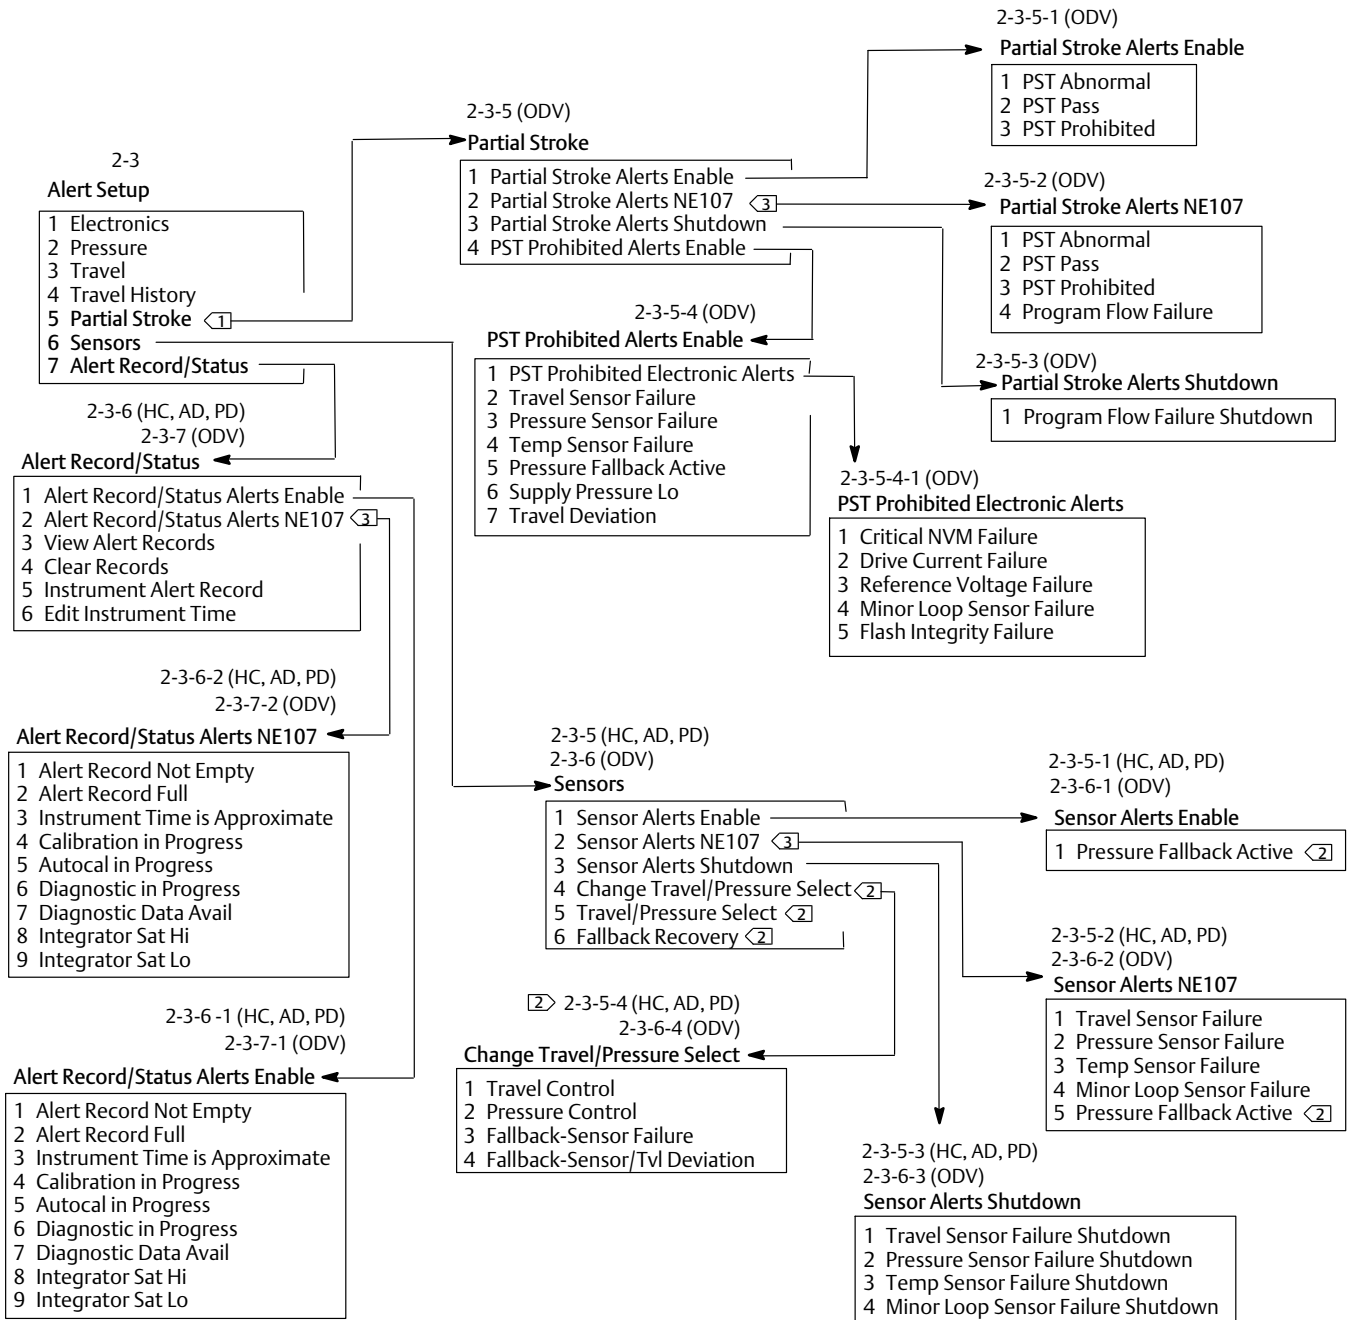 2-3
Alert Setup
1 Electronics
2 Pressure
3 Travel
4 Travel History
5 Partial Stroke 1
6 Sensors
7 Alert Record/Status
2-3-6 (HC, AD, PD)
2-3-7 (ODV)
Alert Record/Status
1 Alert Record/Status Alerts Enable
2 Alert Record/Status Alerts NE107 3
3 View Alert Records
4 Clear Records
5 Instrument Alert Record
6 Edit Instrument Time
2-3-6-2 (HC, AD, PD)
2-3-7-2 (ODV)
Alert Record/Status Alerts NE107
1 Alert Record Not Empty
2 Alert Record Full
3 Instrument Time is Approximate
4 Calibration in Progress
5 Autocal in Progress
6 Diagnostic in Progress
7 Diagnostic Data Avail
8 Integrator Sat Hi
9 Integrator Sat Lo
2-3-6 -1 (HC, AD, PD)
2-3-7-1 (ODV)
Alert Record/Status Alerts Enable
1 Alert Record Not Empty
2 Alert Record Full
3 Instrument Time is Approximate
4 Calibration in Progress
5 Autocal in Progress
6 Diagnostic in Progress
7 Diagnostic Data Avail
8 Integrator Sat Hi
9 Integrator Sat Lo
2-3-5 (ODV)
Partial Stroke
1 Partial Stroke Alerts Enable
2 Partial Stroke Alerts NE107 3
3 Partial Stroke Alerts Shutdown
4 PST Prohibited Alerts Enable
2-3-5-4 (ODV)
PST Prohibited Alerts Enable
1 PST Prohibited Electronic Alerts
2 Travel Sensor Failure
3 Pressure Sensor Failure
4 Temp Sensor Failure
5 Pressure Fallback Active
6 Supply Pressure Lo
7 Travel Deviation
2-3-5 (HC, AD, PD)
2-3-6 (ODV)
Sensors
1 Sensor Alerts Enable
2 Sensor Alerts NE107 3
3 Sensor Alerts Shutdown
4 Change Travel/Pressure Select 2
5 Travel/Pressure Select 2
6 Fallback Recovery 2
2 2-3-5-4 (HC, AD, PD)
2-3-6-4 (ODV)
Change Travel/Pressure Select
1 Travel Control
2 Pressure Control
3 Fallback-Sensor Failure
4 Fallback-Sensor/Tvl Deviation
2-3-5-1 (ODV)
Partial Stroke Alerts Enable
1 PST Abnormal
2 PST Pass
3 PST Prohibited
2-3-5-2 (ODV)
Partial Stroke Alerts NE107
1 PST Abnormal
2 PST Pass
3 PST Prohibited
4 Program Flow Failure
2-3-5-3 (ODV)
Partial Stroke Alerts Shutdown
1 Program Flow Failure Shutdown
2-3-5-4-1 (ODV)
PST Prohibited Electronic Alerts
1 Critical NVM Failure
2 Drive Current Failure
3 Reference Voltage Failure
4 Minor Loop Sensor Failure
5 Flash Integrity Failure
2-3-5-1 (HC, AD, PD)
2-3-6-1 (ODV)
Sensor Alerts Enable
1 Pressure Fallback Active 2
2-3-5-2 (HC, AD, PD)
2-3-6-2 (ODV)
Sensor Alerts NE107
1 Travel Sensor Failure
2 Pressure Sensor Failure
3 Temp Sensor Failure
4 Minor Loop Sensor Failure
5 Pressure Fallback Active 2
2-3-5-3 (HC, AD, PD)
2-3-6-3 (ODV)
Sensor Alerts Shutdown
1 Travel Sensor Failure Shutdown
2 Pressure Sensor Failure Shutdown
3 Temp Sensor Failure Shutdown
4 Minor Loop Sensor Failure Shutdown